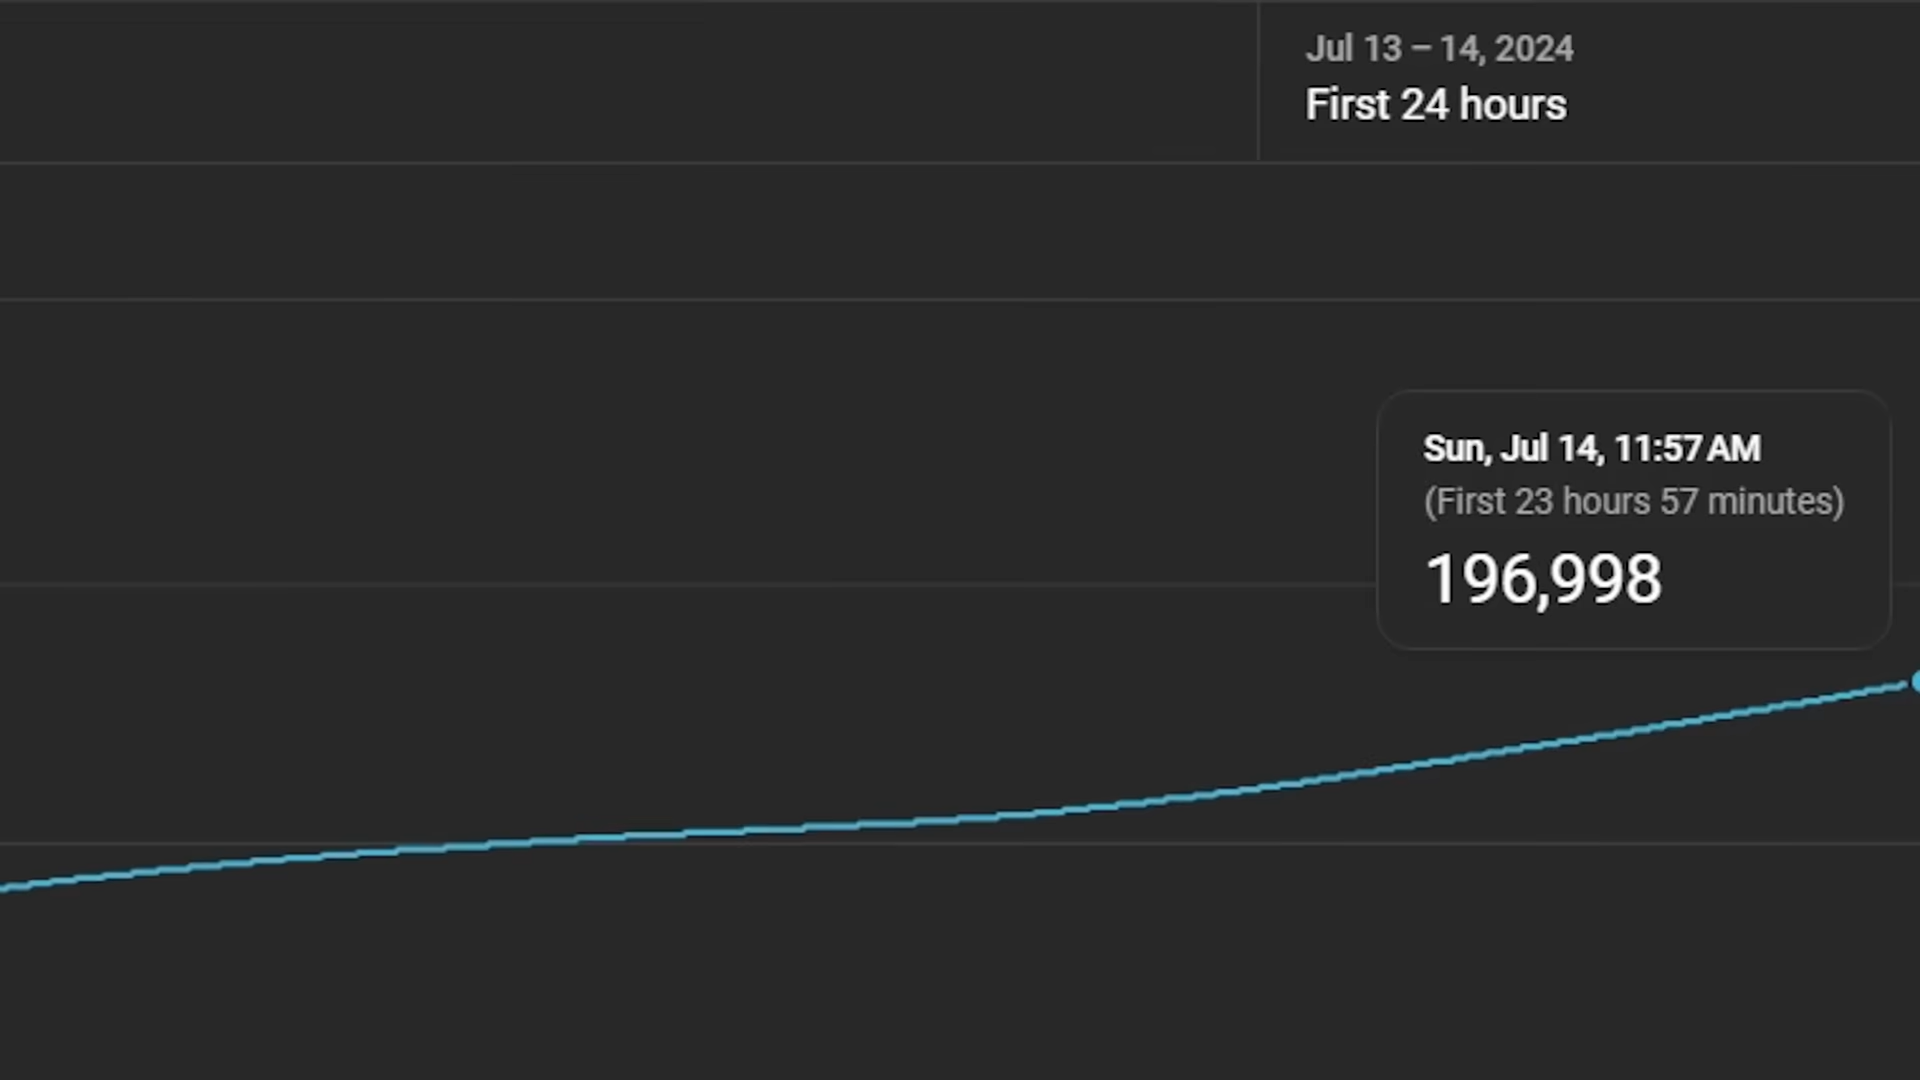 Jul 13 – 14, 2024
First 24 hours
Sun, Jul 14, 11:57 AM
(First 23 hours 57 minutes)
196,998